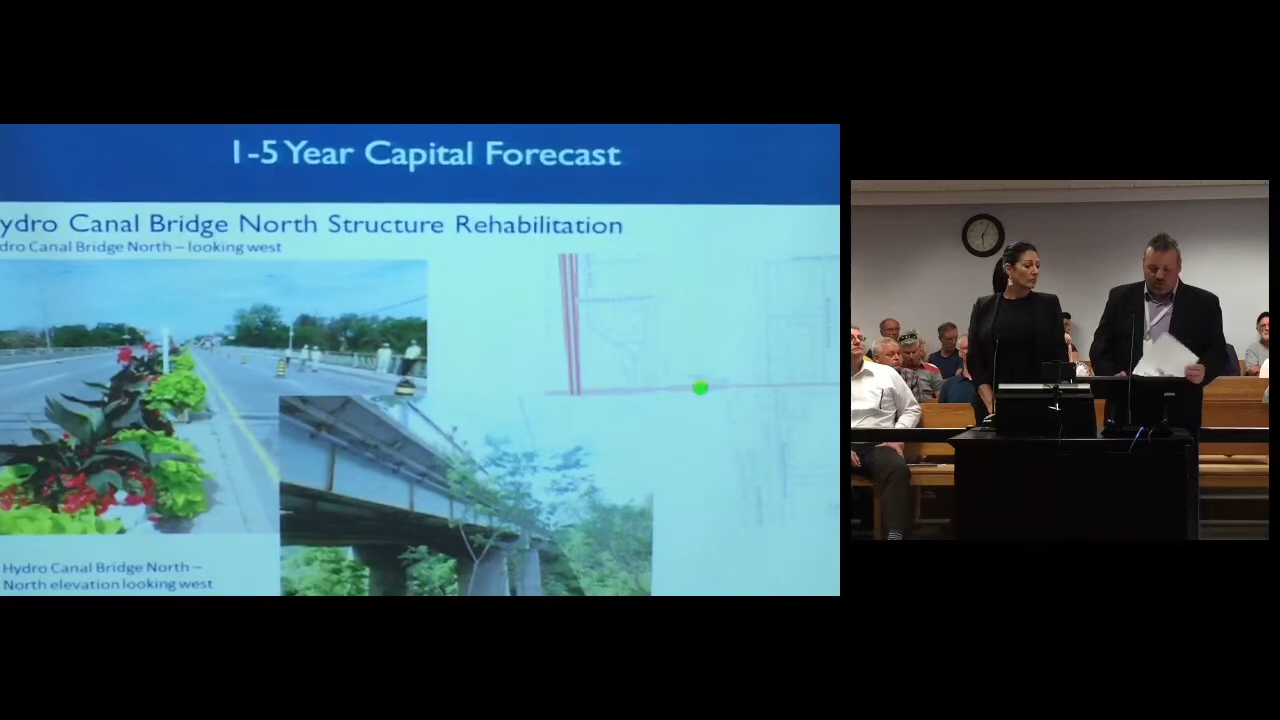 1-5 Year Capital Forecast
ydro Canal Bridge North Structure Rehabilitation
dro Canal Bridge North – looking west
Hydro Canal Bridge North –
North elevation looking west